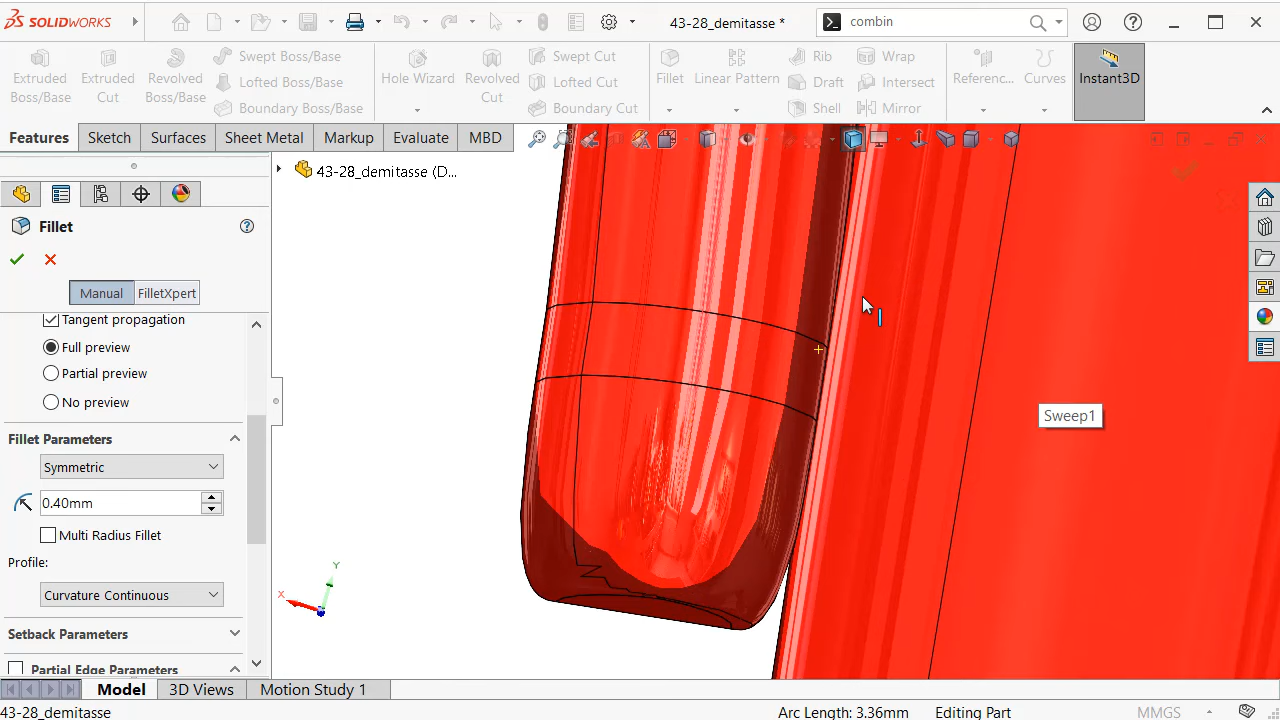 SOLIDWORKS
43-28_demitasse *
combin
Extruded Boss/Base
Extruded Cut
Revolved Boss/Base
Swept Boss/Base
Lofted Boss/Base
Boundary Boss/Base
Hole Wizard
Revolved Cut
Swept Cut
Lofted Cut
Boundary Cut
Fillet
Linear Pattern
Rib
Draft
Shell
Wrap
Intersect
Mirror
Referenc...
Curves
Instant3D
Features
Sketch
Surfaces
Sheet Metal
Markup
Evaluate
MBD
43-28_demitasse (D...
Fillet
Manual
FilletXpert
Tangent propagation
Full preview
Partial preview
No preview
Fillet Parameters
Symmetric
0.40mm
Multi Radius Fillet
Profile:
Curvature Continuous
Setback Parameters
Partial Edge Parameters
Sweep1
Y
X
Model
3D Views
Motion Study 1
43-28_demitasse
Arc Length: 3.36mm
Editing Part
MMGS